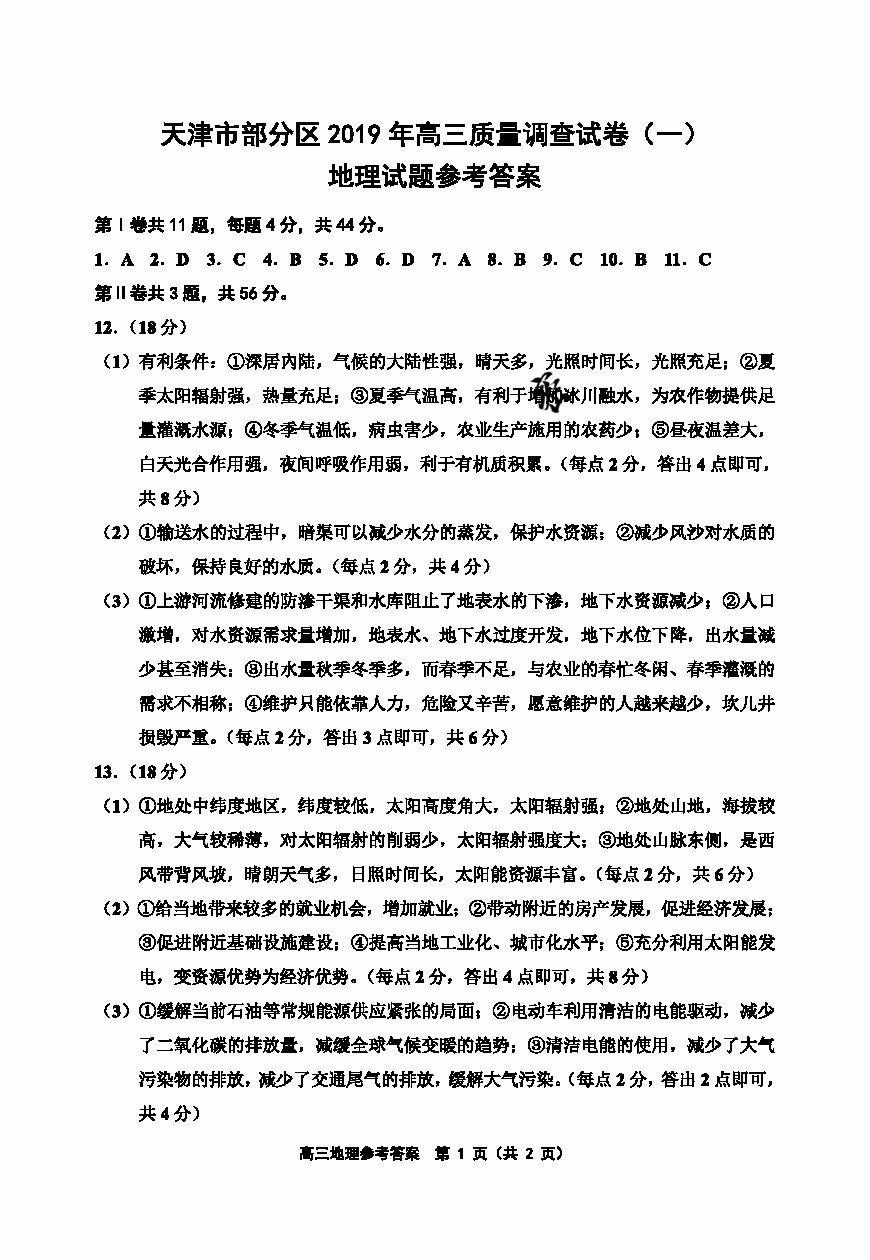 天津市部分区 2019 年高三质量调查试卷（一）
地理试题参考答案
第Ⅰ卷共 11 题，每题 4 分，共 44 分。
1．A 2．D 3．C 4．B 5．D 6．D 7．A 8．B 9．C 10．B 11．C
第Ⅱ卷共 3 题，共 56 分。
12．（18 分）
（1）有利条件：①深居内陆，气候的大陆性强，晴天多，光照时间长，光照充足；②夏
季太阳辐射强，热量充足；③夏季气温高，有利于增加冰川融水，为农作物提供足
量灌溉水源；④冬季气温低，病虫害少，农业生产施用的农药少；⑤昼夜温差大，
白天光合作用强，夜间呼吸作用弱，利于有机质积累。（每点 2 分，答出 4 点即可，
共 8 分）
（2）①输送水的过程中，暗渠可以减少水分的蒸发，保护水资源；②减少风沙对水质的
破坏，保持良好的水质。（每点 2 分，共 4 分）
（3）①上游河流修建的防渗干渠和水库阻止了地表水的下渗，地下水资源减少；②人口
激增，对水资源需求量增加，地表水、地下水过度开发，地下水位下降，出水量减
少甚至消失；③出水量秋季冬季多，而春季不足，与农业的春忙冬闲、春季灌溉的
需求不相称；④维护只能依靠人力，危险又辛苦，愿意维护的人越来越少，坎儿井
损毁严重。（每点 2 分，答出 3 点即可，共 6 分）
13．（18 分）
（1）①地处中纬度地区，纬度较低，太阳高度角大，太阳辐射强；②地处山地，海拔较
高，大气较稀薄，对太阳辐射的削弱少，太阳辐射强度大；③地处山脉东侧，是西
风带背风坡，晴朗天气多，日照时间长，太阳能资源丰富。（每点 2 分，共 6 分）
（2）①给当地带来较多的就业机会，增加就业；②带动附近的房产发展，促进经济发展；
③促进附近基础设施建设；④提高当地工业化、城市化水平；⑤充分利用太阳能发
电，变资源优势为经济优势。（每点 2 分，答出 4 点即可，共 8 分）
（3）①缓解当前石油等常规能源供应紧张的局面；②电动车利用清洁的电能驱动，减少
了二氧化碳的排放量，减缓全球气候变暖的趋势；③清洁电能的使用，减少了大气
污染物的排放，减少了交通尾气的排放，缓解大气污染。（每点 2 分，答出 2 点即可，
共 4 分）
高三地理参考答案 第 1 页（共 2 页）